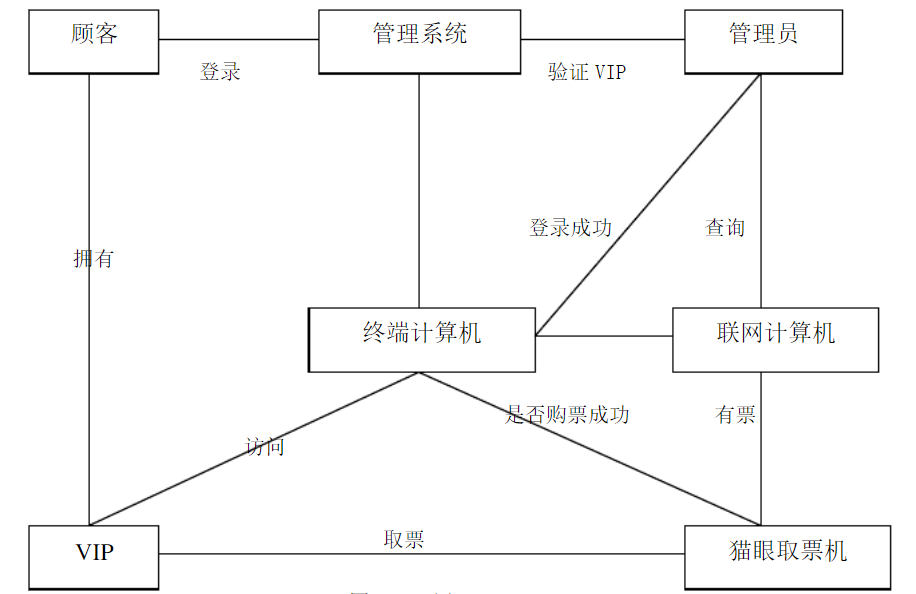 顾客
管理系统
管理员
登录
验证 VIP
登录成功
查询
拥有
终端计算机
联网计算机
是否购票成功
有票
访问
取票
VIP
猫眼取票机